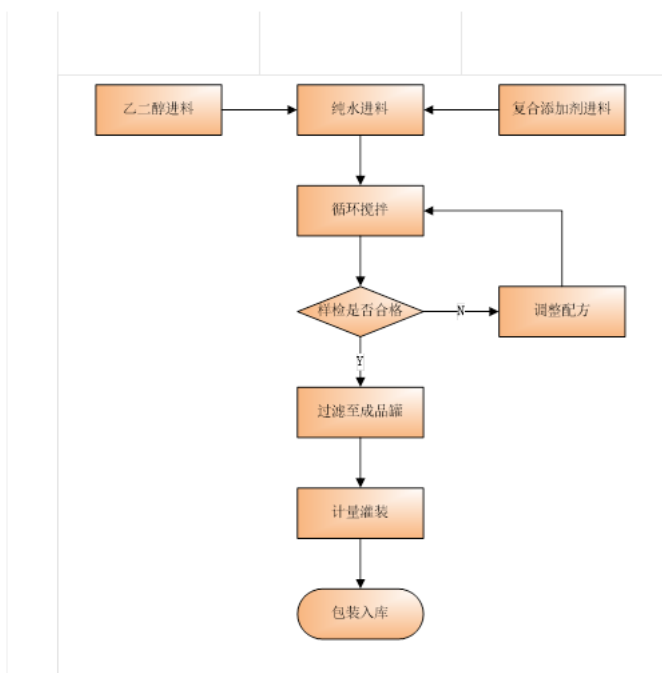 乙二醇进料
纯水进料
复合添加剂进料
循环搅拌
样检是否合格
N
调整配方
Y
过滤至成品罐
计量灌装
包装入库